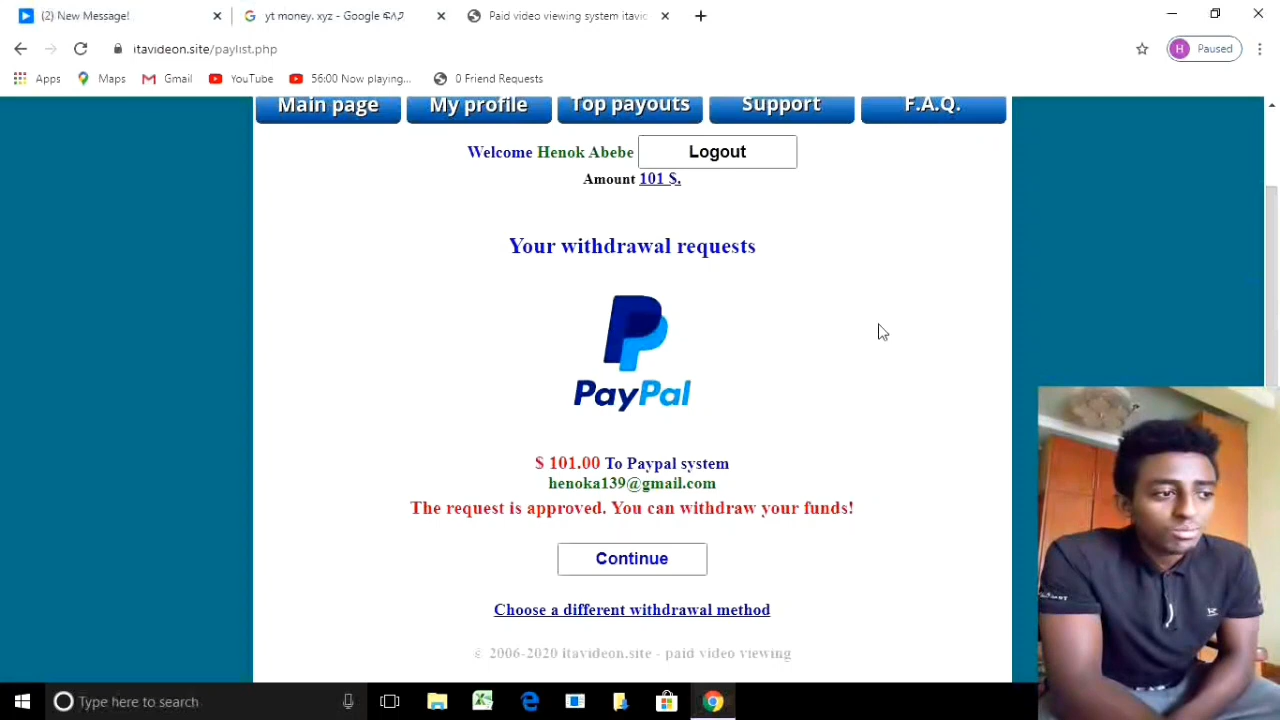 (2) New Message!
yt money. xyz - Google ፍለጋ
Paid video viewing system itavid
itavideon.site/paylist.php
H Paused
Apps
Maps
Gmail
YouTube
56:00 Now playing...
0 Friend Requests
Main page
My profile
Top payouts
Support
F.A.Q.
Welcome Henok Abebe
Logout
Amount 101 $.
Your withdrawal requests
PayPal
$ 101.00 To Paypal system
henoka139@gmail.com
The request is approved. You can withdraw your funds!
Continue
Choose a different withdrawal method
© 2006-2020 itavideon.site - paid video viewing
Type here to search